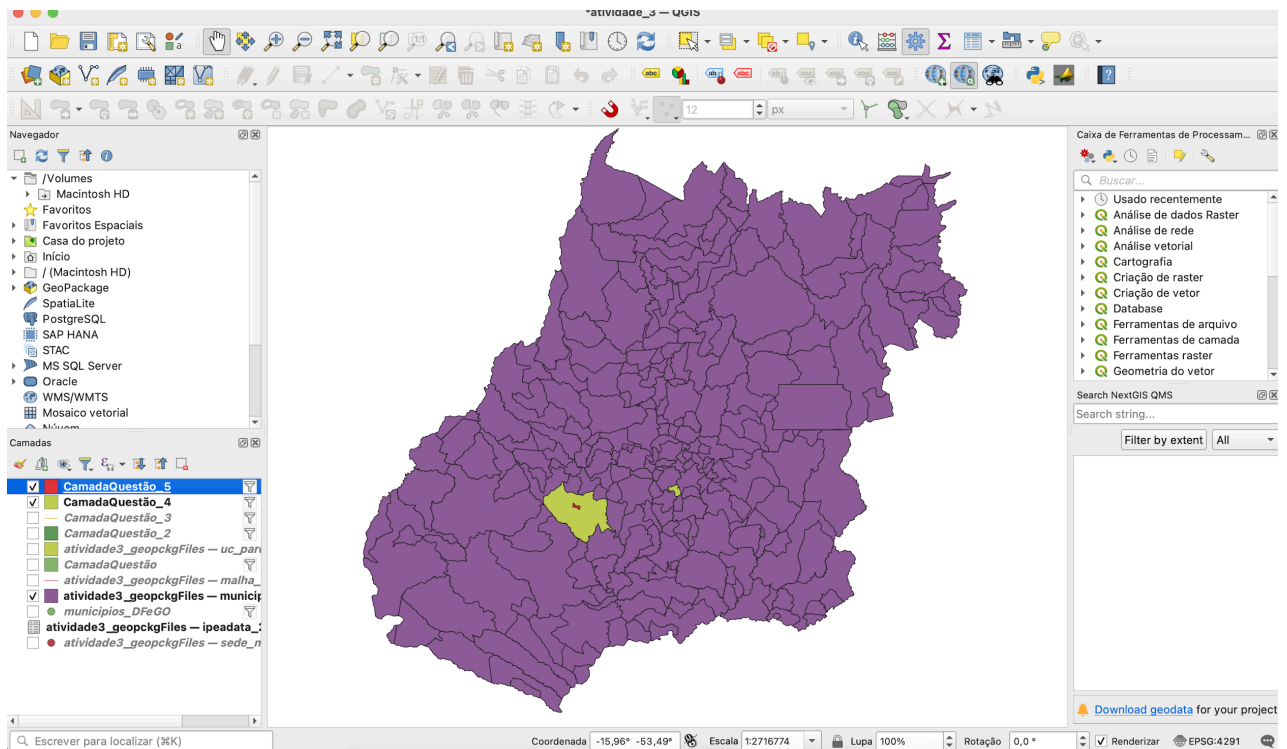 *atividade_3 — QGIS
abc
abc
abc
12
px
Navegador
/Volumes
Macintosh HD
Favoritos
Favoritos Espaciais
Casa do projeto
Início
/ (Macintosh HD)
GeoPackage
SpatiaLite
PostgreSQL
SAP HANA
STAC
MS SQL Server
Oracle
WMS/WMTS
Mosaico vetorial
Núvem
Camadas
CamadaQuestão_5
CamadaQuestão_4
CamadaQuestão_3
CamadaQuestão_2
atividade3_geopckgFiles — uc_par
CamadaQuestão
atividade3_geopckgFiles — malha_
atividade3_geopckgFiles — municip
municipios_DFeGO
atividade3_geopckgFiles — ipeadata_2
atividade3_geopckgFiles — sede_m
Caixa de Ferramentas de Processam...
Buscar...
Usado recentemente
Análise de dados Raster
Análise de rede
Análise vetorial
Cartografia
Criação de raster
Criação de vetor
Database
Ferramentas de arquivo
Ferramentas de camada
Ferramentas raster
Geometria do vetor
Search NextGIS QMS
Search string...
Filter by extent All
Download geodata for your project
Escrever para localizar (⌘K)
Coordenada -15,96° -53,49° Escala 1:2716774 Lupa 100% Rotação 0,0 ° Renderizar EPSG:4291